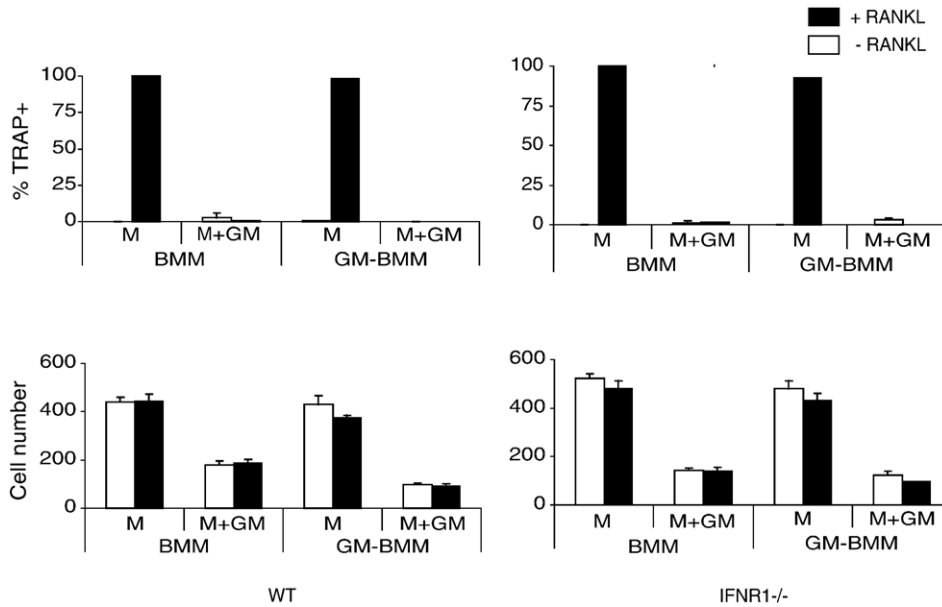 + RANKL
- RANKL
% TRAP+
100
75
50
25
0
M M+GM M M+GM
BMM GM-BMM
100
75
50
25
0
M M+GM M M+GM
BMM GM-BMM
Cell number
600
400
200
0
M M+GM M M+GM
BMM GM-BMM
600
400
200
0
M M+GM M M+GM
BMM GM-BMM
WT
IFNR1-/-